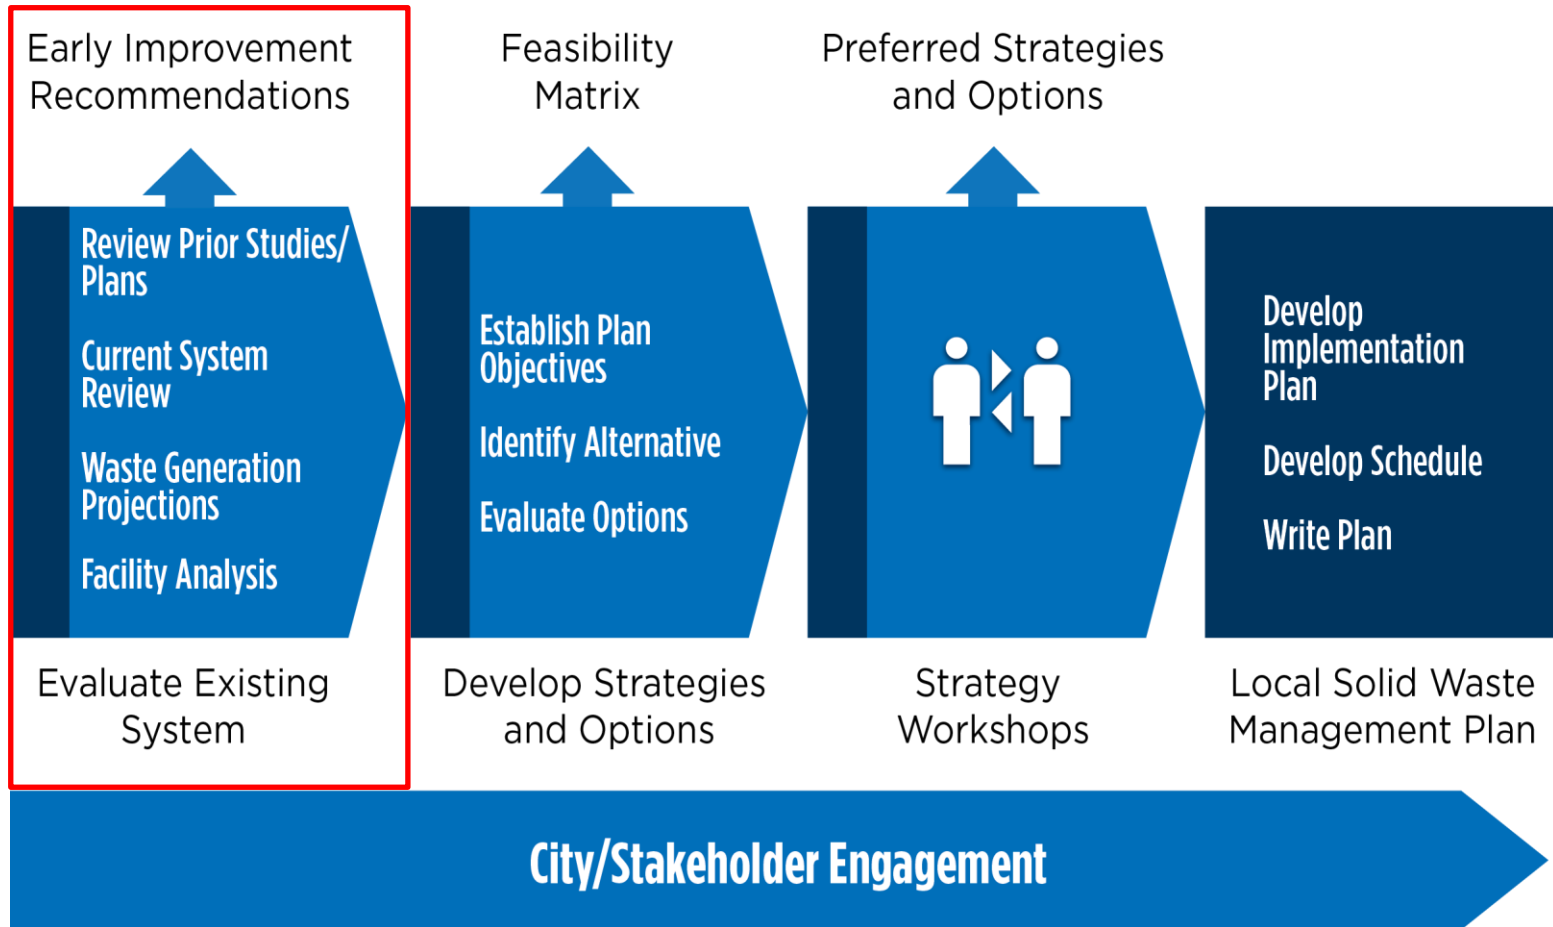 Early Improvement
Recommendations
Feasibility
Matrix
Preferred Strategies
and Options
Review Prior Studies/
Plans
Current System
Review
Waste Generation
Projections
Facility Analysis
Establish Plan
Objectives
Identify Alternative
Evaluate Options
Develop
Implementation
Plan
Develop Schedule
Write Plan
Evaluate Existing
System
Develop Strategies
and Options
Strategy
Workshops
Local Solid Waste
Management Plan
City/Stakeholder Engagement